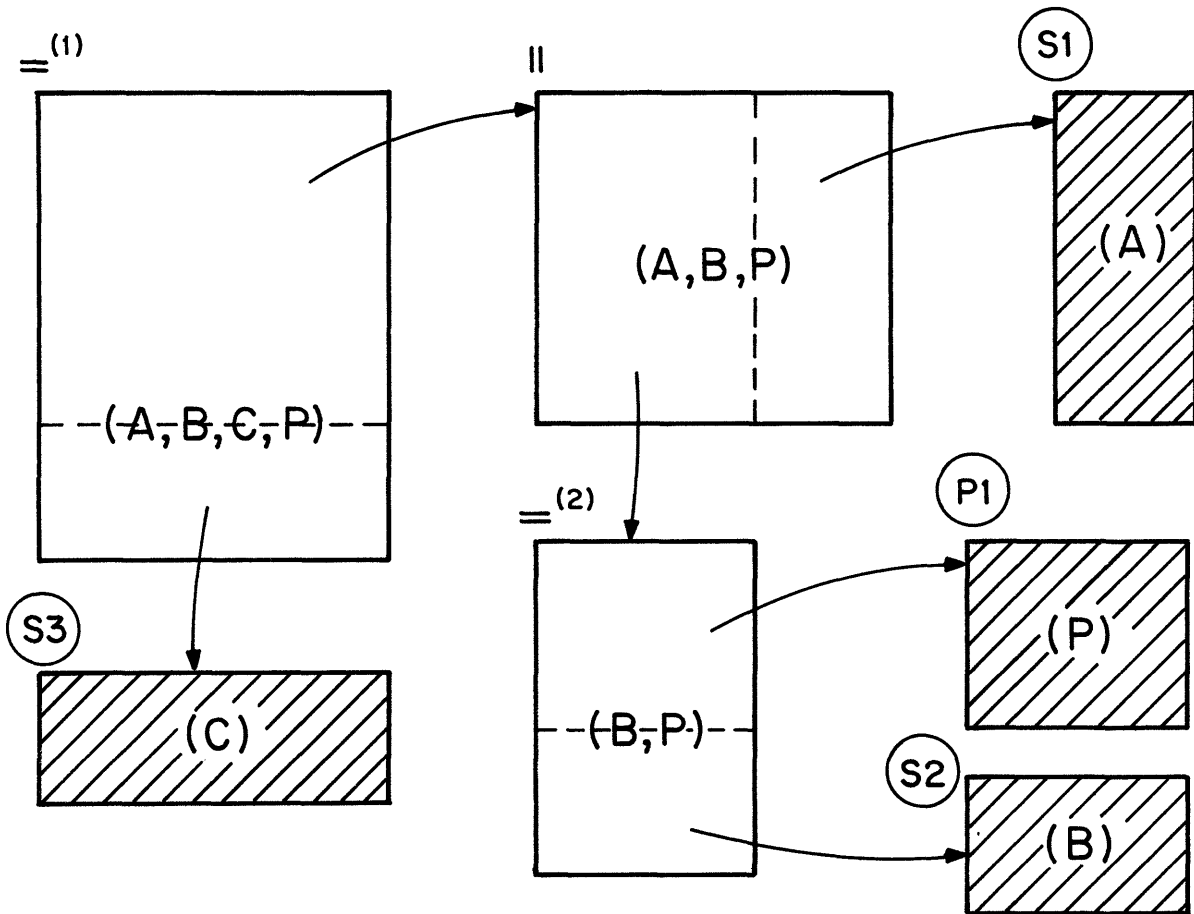 =(1)
||
S1
(A)
(A,B,P)
(A,B,C,P)
=(2)
P1
S3
(P)
(C)
(B,P)
S2
(B)